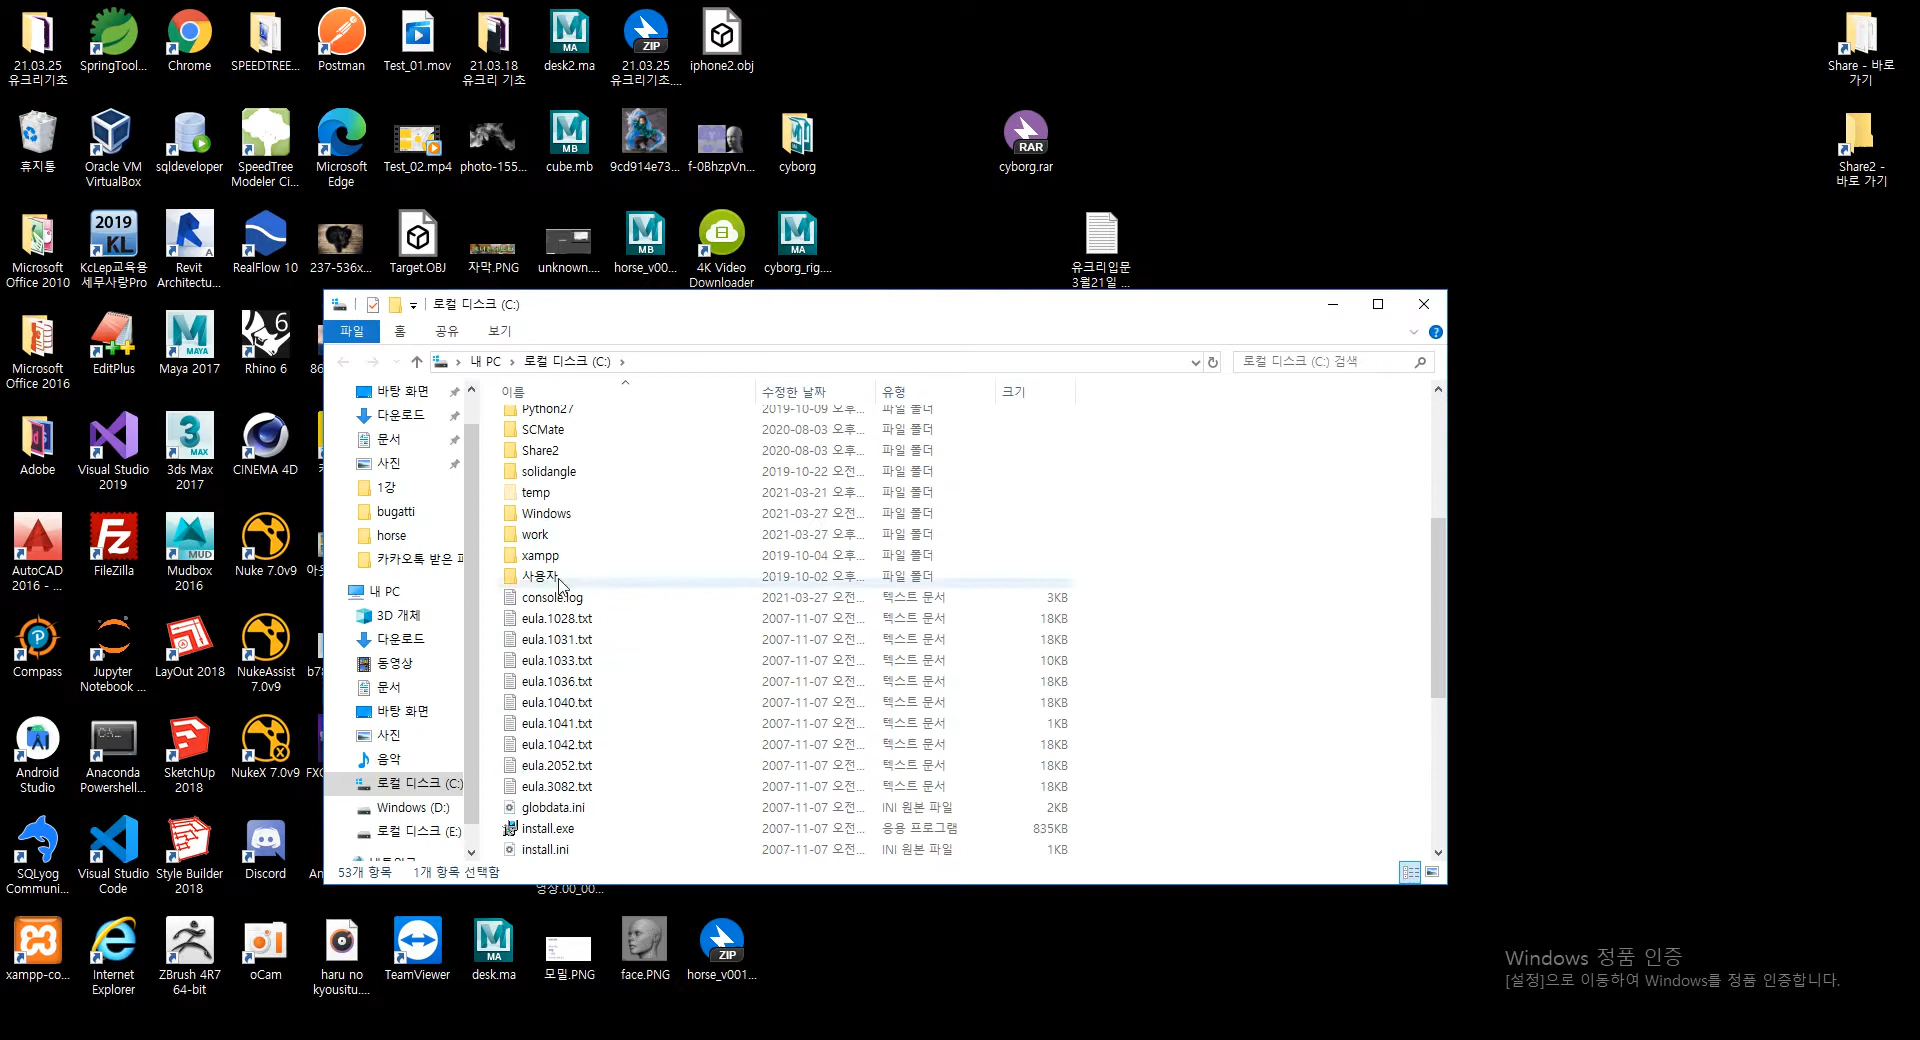 21.03.25
유크리기초
SpringTool...
Chrome
SPEEDTREE...
Postman
Test_01.mov
21.03.18
유크리 기초
desk2.ma
21.03.25
유크리기초....
iphone2.obj
Share - 바로
가기
휴지통
Oracle VM
VirtualBox
sqldeveloper
SpeedTree
Modeler Ci...
Microsoft
Edge
Test_02.mp4
photo-155...
cube.mb
9cd914e73...
f-0BhzpVn...
cyborg
cyborg.rar
Share2 -
바로 가기
Microsoft
Office 2010
KcLep교육용
세무사랑Pro
Revit
Architectu...
RealFlow 10
237-536x...
Target.OBJ
자막.PNG
unknown....
horse_v00...
4K Video
Downloader
cyborg_rig....
유크리입문
3월21일 ...
로컬 디스크 (C:)
파일
홈
공유
보기
내 PC
로컬 디스크 (C:)
로컬 디스크 (C:) 검색
Microsoft
Office 2016
EditPlus
Maya 2017
Rhino 6
86
바탕 화면
다운로드
문서
사진
1강
bugatti
horse
카카오톡 받은 파
내 PC
3D 개체
다운로드
동영상
문서
바탕 화면
사진
음악
로컬 디스크 (C:)
Windows (D:)
로컬 디스크 (E:)
이름
수정한 날짜
유형
크기
Python27 2019-10-09 오후... 파일 폴더
SCMate 2020-08-03 오후... 파일 폴더
Share2 2020-08-03 오후... 파일 폴더
solidangle 2019-10-22 오전... 파일 폴더
temp 2021-03-21 오후... 파일 폴더
Windows 2021-03-27 오전... 파일 폴더
work 2021-03-27 오후... 파일 폴더
xampp 2019-10-04 오후... 파일 폴더
사용자 2019-10-02 오후... 파일 폴더
console.log 2021-03-27 오전... 텍스트 문서 3KB
eula.1028.txt 2007-11-07 오전... 텍스트 문서 18KB
eula.1031.txt 2007-11-07 오전... 텍스트 문서 18KB
eula.1033.txt 2007-11-07 오전... 텍스트 문서 10KB
eula.1036.txt 2007-11-07 오전... 텍스트 문서 18KB
eula.1040.txt 2007-11-07 오전... 텍스트 문서 18KB
eula.1041.txt 2007-11-07 오전... 텍스트 문서 1KB
eula.1042.txt 2007-11-07 오전... 텍스트 문서 18KB
eula.2052.txt 2007-11-07 오전... 텍스트 문서 18KB
eula.3082.txt 2007-11-07 오전... 텍스트 문서 18KB
globdata.ini 2007-11-07 오전... INI 원본 파일 2KB
install.exe 2007-11-07 오전... 응용 프로그램 835KB
install.ini 2007-11-07 오전... INI 원본 파일 1KB
53개 항목
1개 항목 선택함
Adobe
Visual Studio
2019
3ds Max
2017
CINEMA 4D
AutoCAD
2016 - ...
FileZilla
Mudbox
2016
Nuke 7.0v9
Compass
Jupyter
Notebook ...
LayOut 2018
NukeAssist
7.0v9
Android
Studio
Anaconda
Powershell...
SketchUp
2018
NukeX 7.0v9
SQLyog
Communi...
Visual Studio
Code
Style Builder
2018
Discord
영상.00_00...
xampp-co...
Internet
Explorer
ZBrush 4R7
64-bit
oCam
haru no
kyousitu....
TeamViewer
desk.ma
모밀.PNG
face.PNG
horse_v001...
Windows 정품 인증
[설정]으로 이동하여 Windows를 정품 인증합니다.